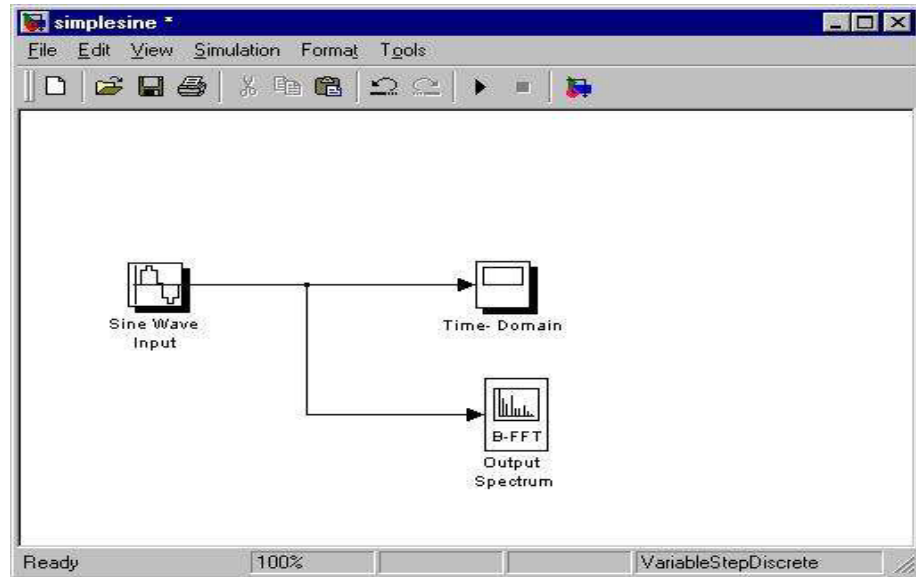 simplesine *
File Edit View Simulation Format Tools
Sine Wave
Input
Time- Domain
B-FFT
Output
Spectrum
Ready 100% VariableStepDiscrete